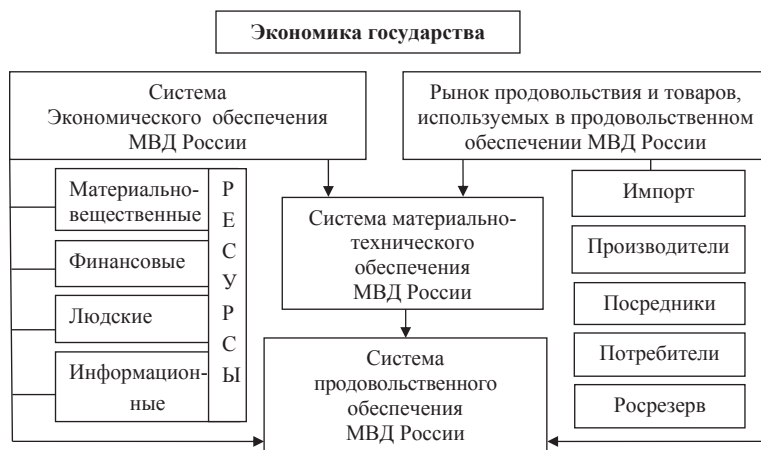 Экономика государства
Система
Экономического обеспечения
МВД России
Рынок продовольствия и товаров,
используемых в продовольственном
обеспечении МВД России
Материально-
вещественные
Финансовые
Людские
Информацион-
ные
Р
Е
С
У
Р
С
Ы
Система материально-
технического
обеспечения
МВД России
Импорт
Производители
Посредники
Потребители
Росрезерв
Система
продовольственного
обеспечения
МВД России